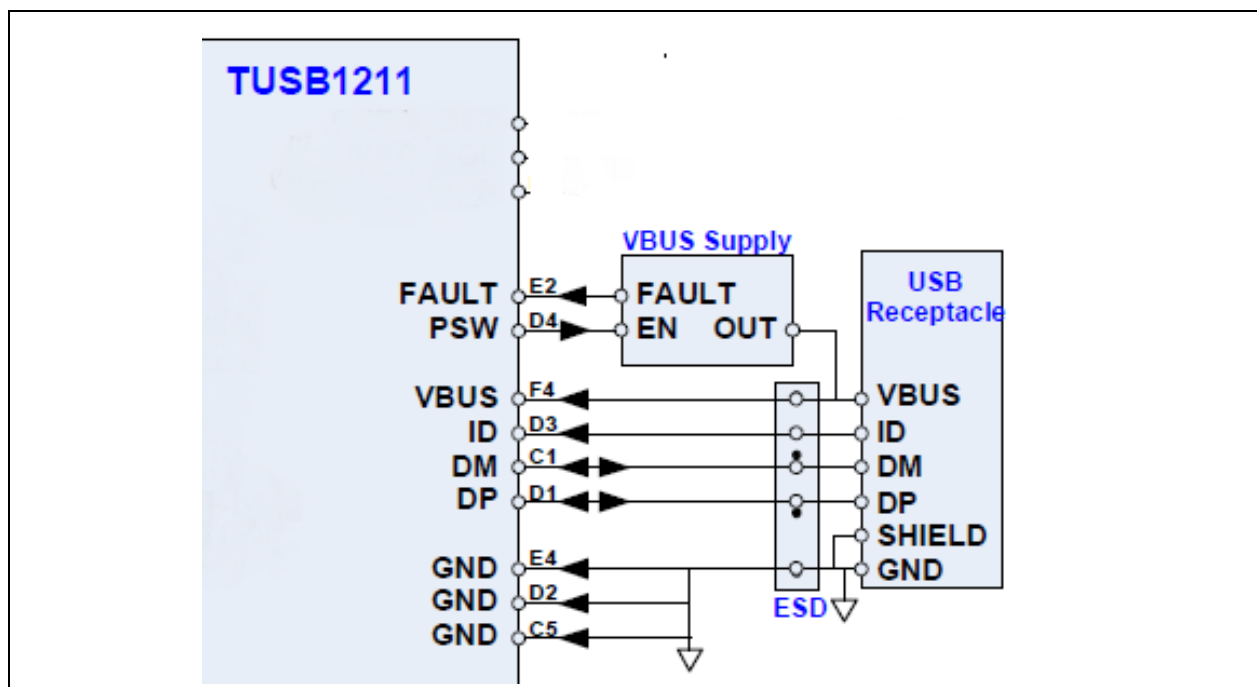 TUSB1211
VBUS Supply
USB
Receptacle
FAULT E2 FAULT
PSW D4 EN OUT
VBUS F4 VBUS
ID D3 ID
DM C1 DM
DP D1 DP
SHIELD
GND E4 GND
GND D2 ESD
GND C5